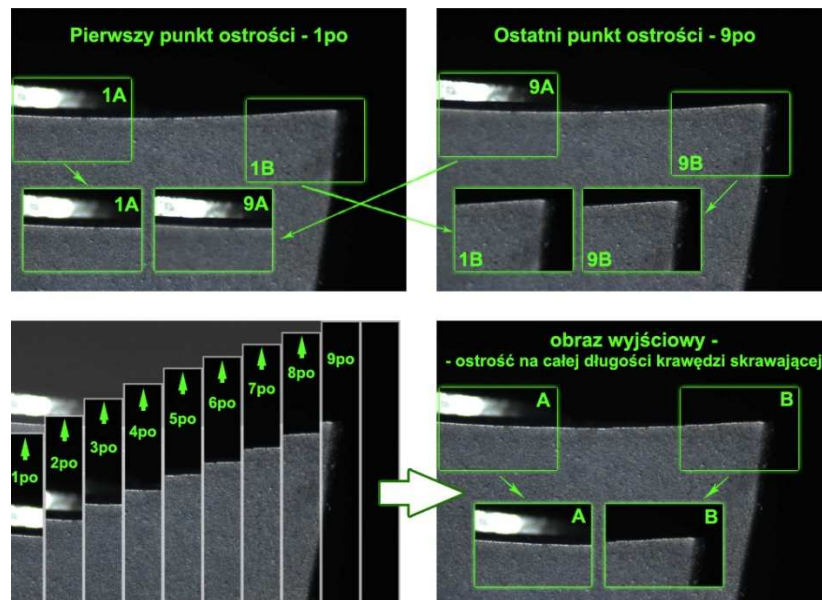 Pierwszy punkt ostrości - 1po
1A
1B
1A
9A
Ostatni punkt ostrości - 9po
9A
9B
1B
9B
1po
2po
3po
4po
5po
6po
7po
8po
9po
obraz wyjściowy -
- ostrość na całej długości krawędzi skrawającej
A
B
A
B